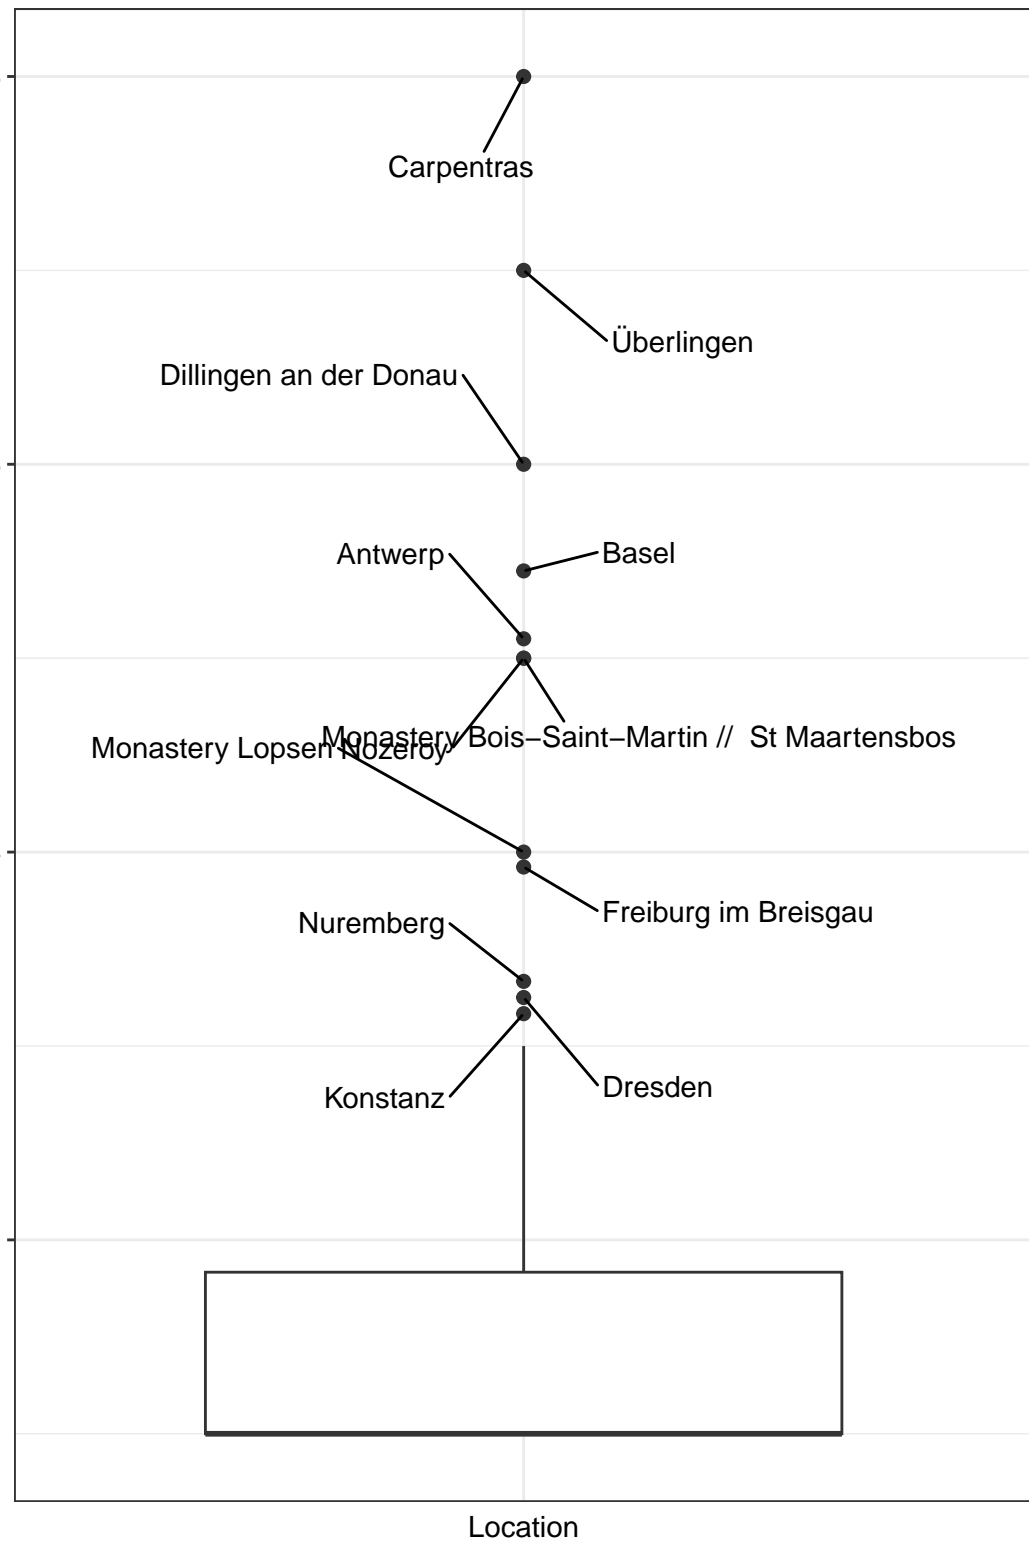 Carpentras
Überlingen
Dillingen an der Donau
Antwerp
Basel
Monastery Bois−Saint−Martin //  St Maartensbos
Monastery Lopsen
Nozeroy
Freiburg im Breisgau
Nuremberg
Dresden
Konstanz
Location